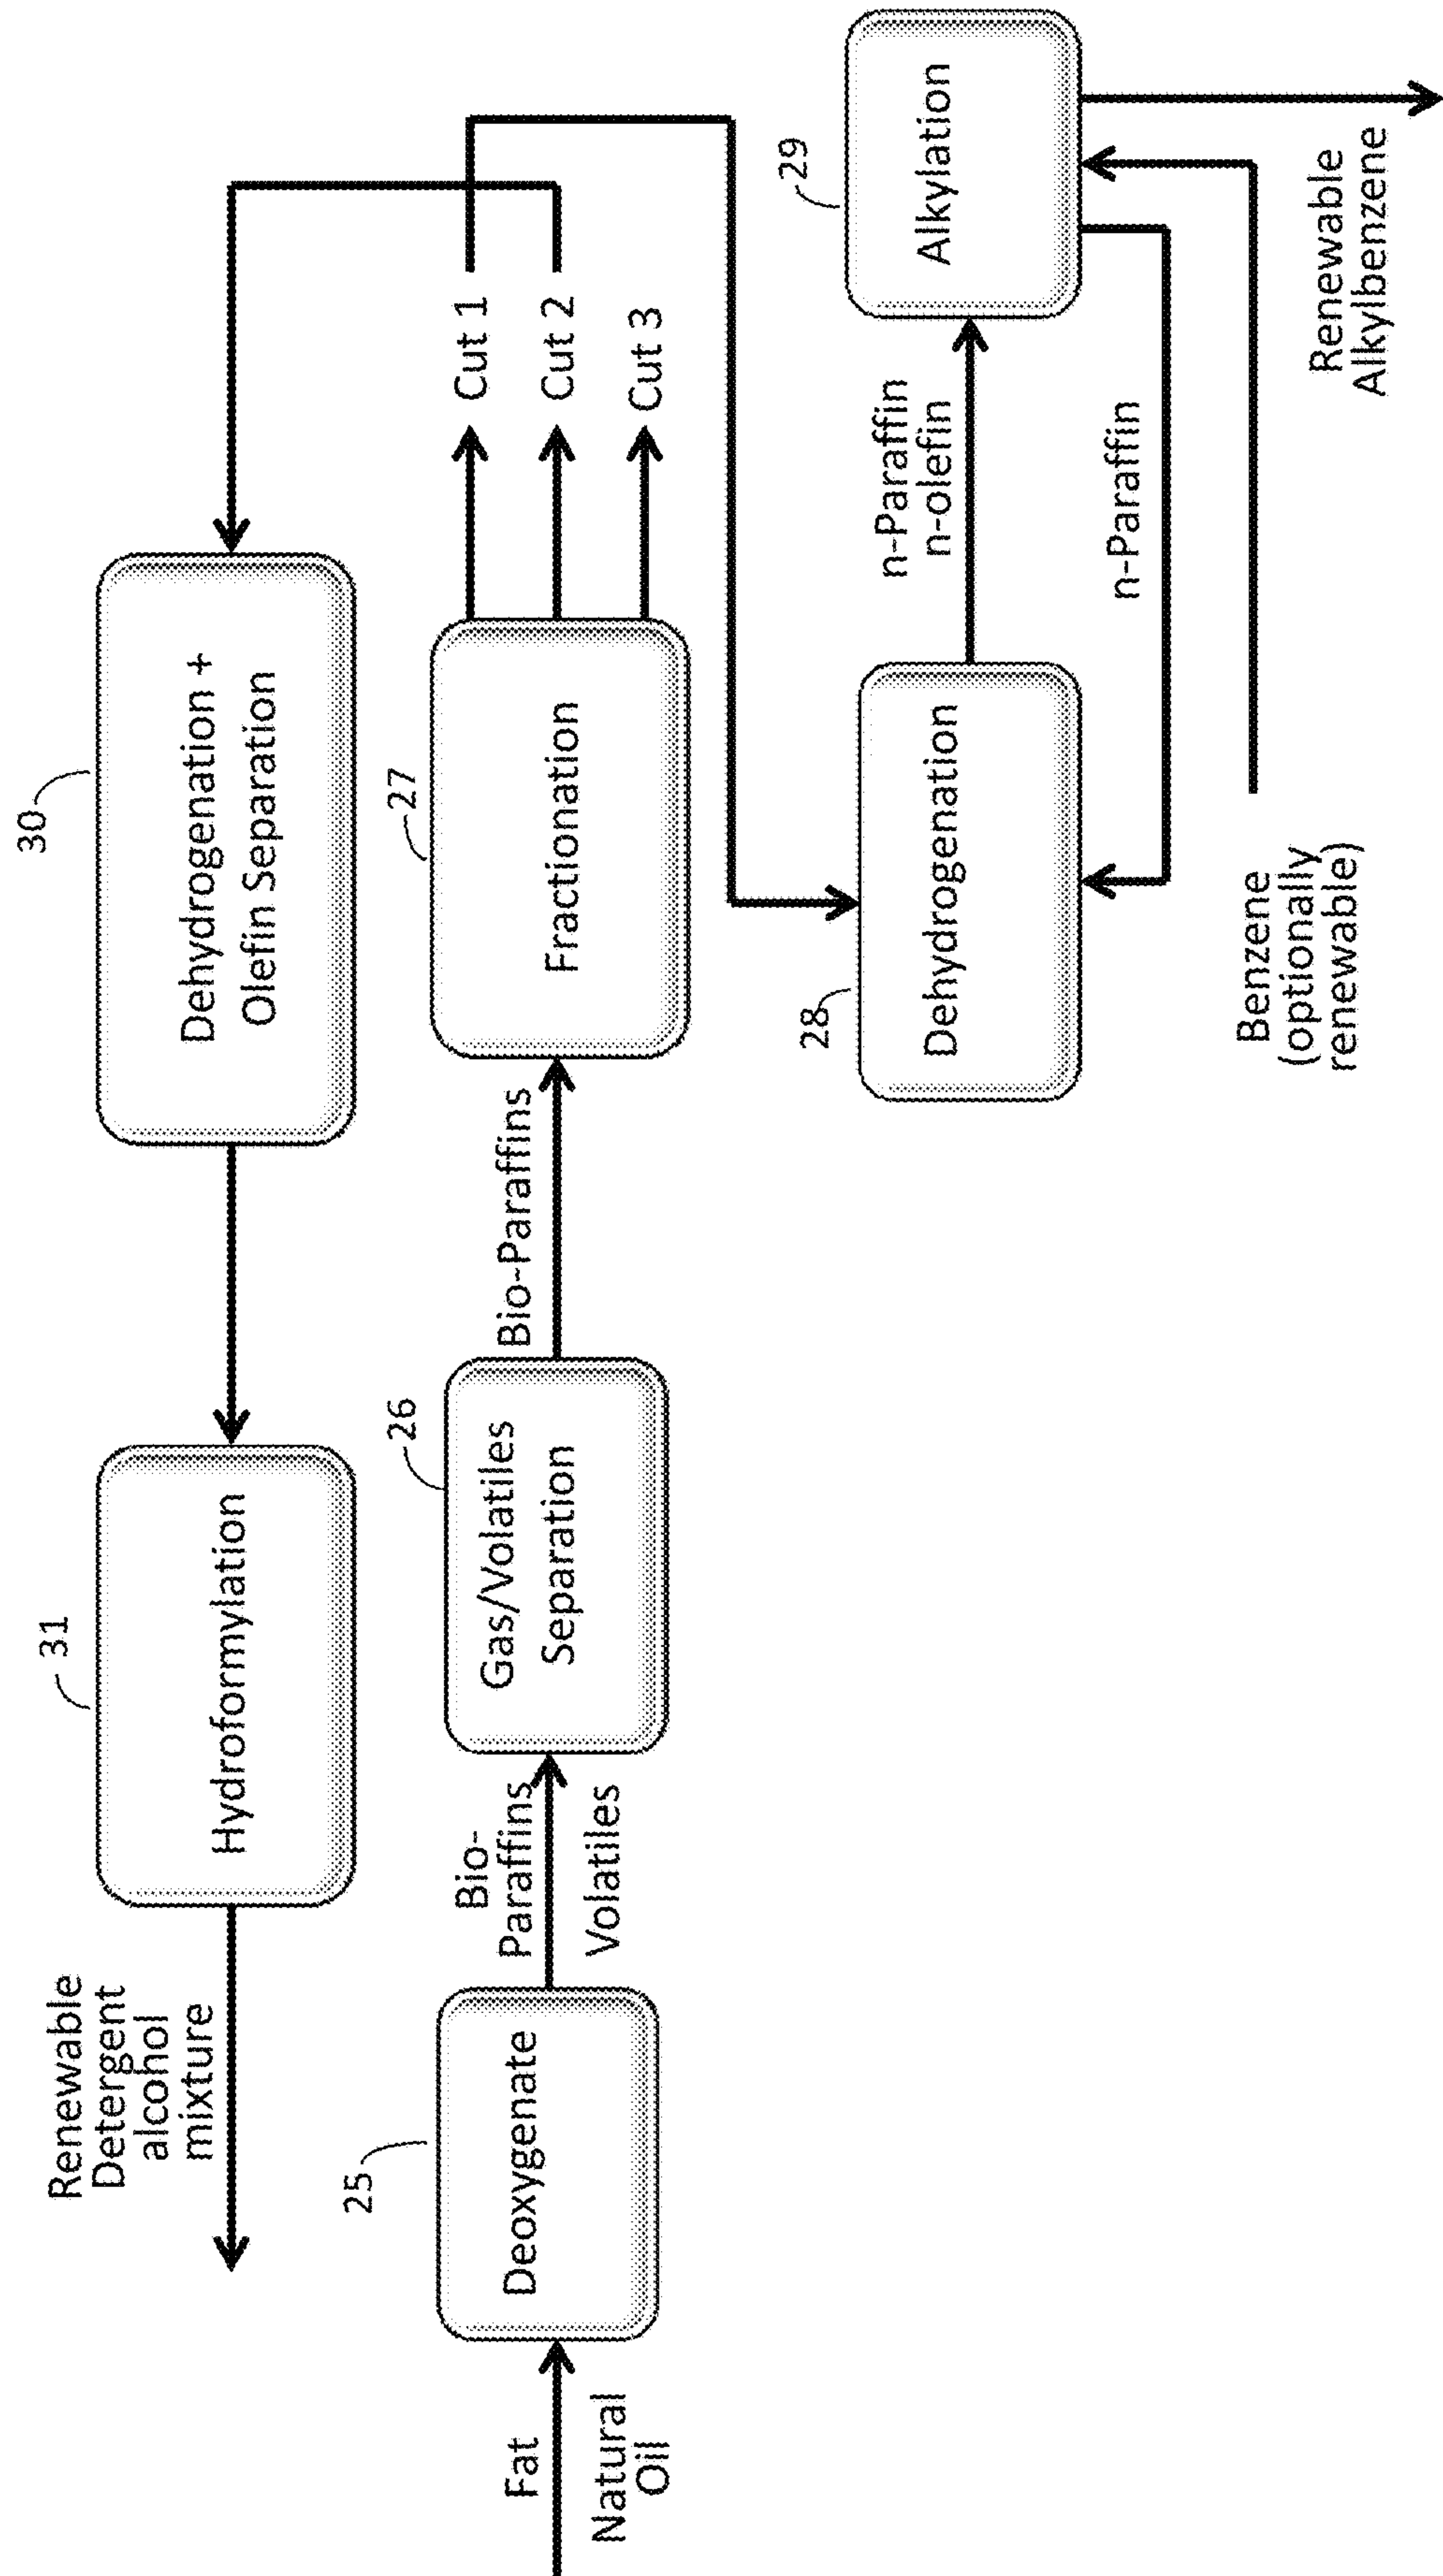 30
Dehydrogenation +
Olefin Separation
31
Hydroformylation
Renewable
Detergent
alcohol
mixture
Fat
Natural
Oil
25
Deoxygenate
Bio-
Paraffins
Volatiles
26
Gas/Volatiles
Separation
Bio-Paraffins
27
Fractionation
Cut 1
Cut 2
Cut 3
28
Dehydrogenation
n-Paraffin
n-olefin
n-Paraffin
29
Alkylation
Benzene
(optionally
renewable)
Renewable
Alkylbenzene